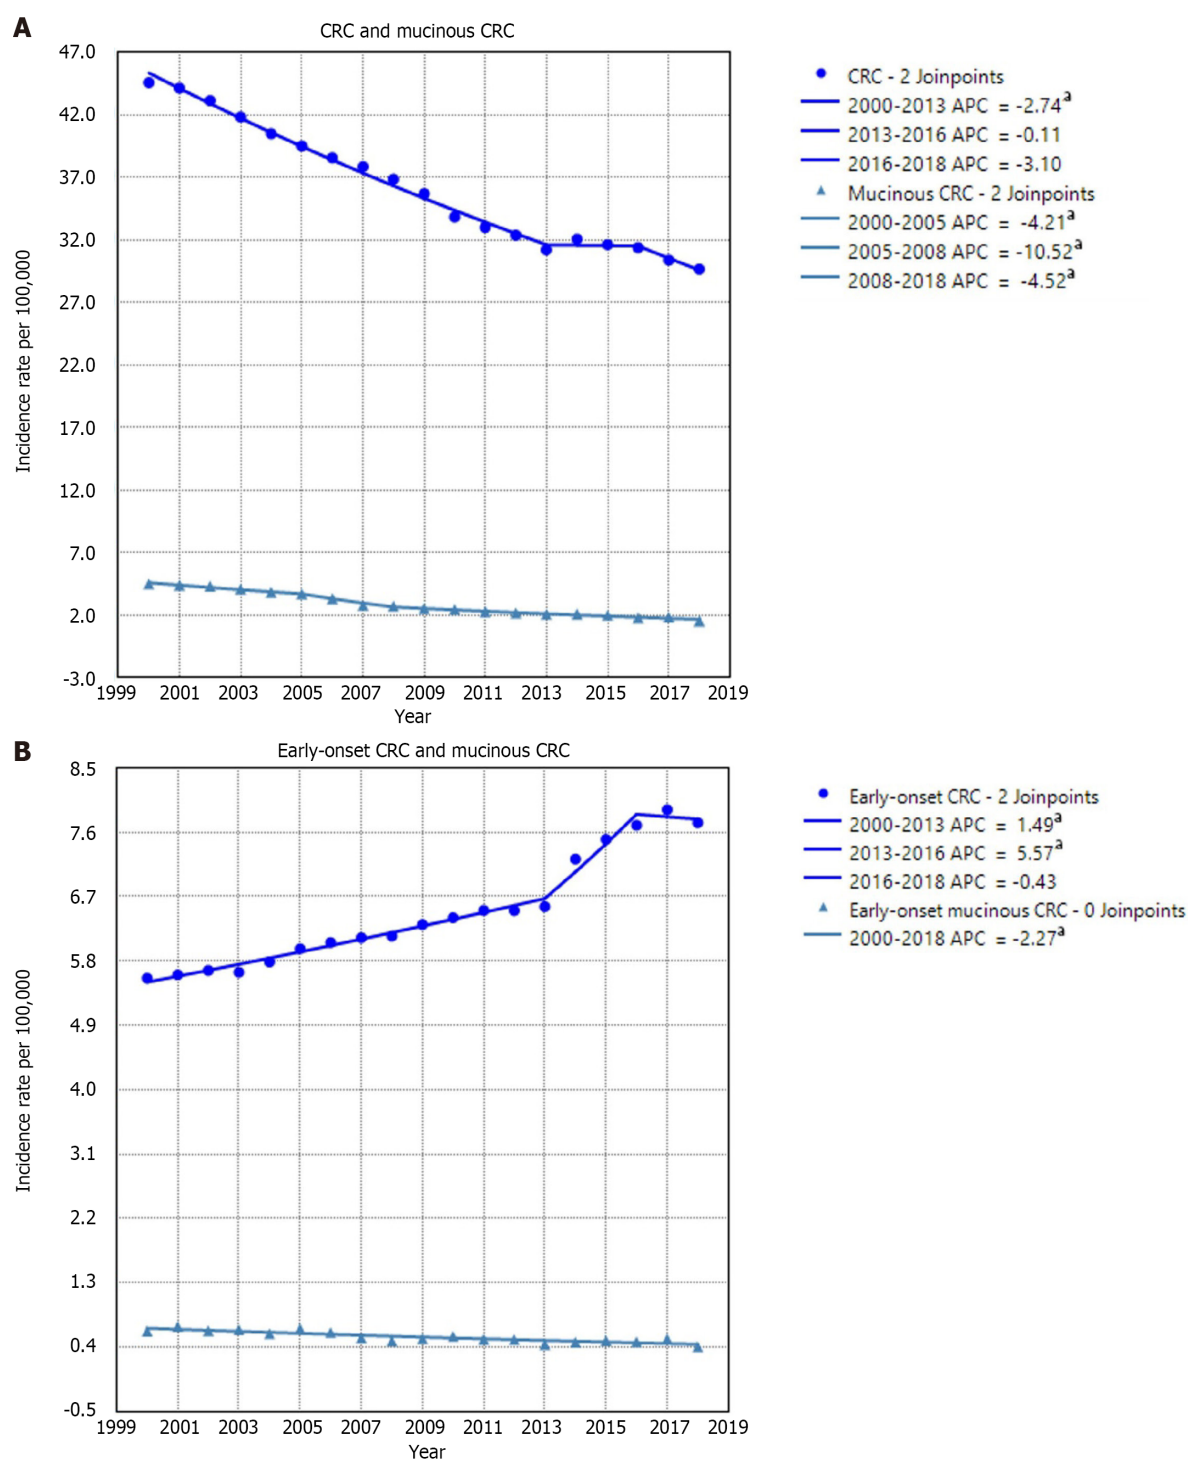 A
CRC and mucinous CRC
47.0
42.0
37.0
32.0
27.0
22.0
17.0
12.0
7.0
2.0
-3.0
Incidence rate per 100,000
1999 2001 2003 2005 2007 2009 2011 2013 2015 2017 2019
Year
CRC - 2 Joinpoints
2000-2013 APC = -2.74a
2013-2016 APC = -0.11
2016-2018 APC = -3.10
Mucinous CRC - 2 Joinpoints
2000-2005 APC = -4.21a
2005-2008 APC = -10.52a
2008-2018 APC = -4.52a
B
Early-onset CRC and mucinous CRC
8.5
7.6
6.7
5.8
4.9
4.0
3.1
2.2
1.3
0.4
-0.5
Incidence rate per 100,000
1999 2001 2003 2005 2007 2009 2011 2013 2015 2017 2019
Year
Early-onset CRC - 2 Joinpoints
2000-2013 APC = 1.49a
2013-2016 APC = 5.57a
2016-2018 APC = -0.43
Early-onset mucinous CRC - 0 Joinpoints
2000-2018 APC = -2.27a